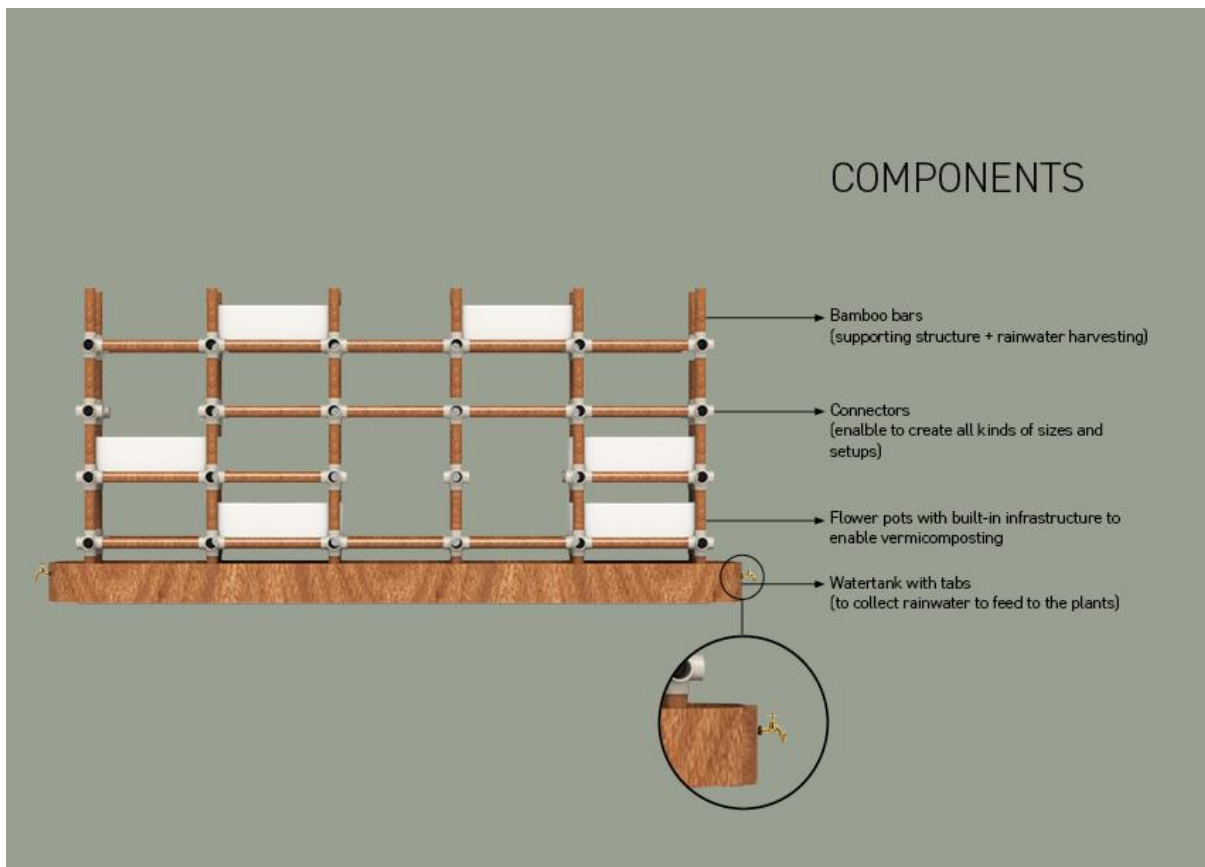 COMPONENTS
Bamboo bars
(supporting structure + rainwater harvesting)
Connectors
(enalble to create all kinds of sizes and
setups)
Flower pots with built-in infrastructure to
enable vermicomposting
Watertank with tabs
(to collect rainwater to feed to the plants)